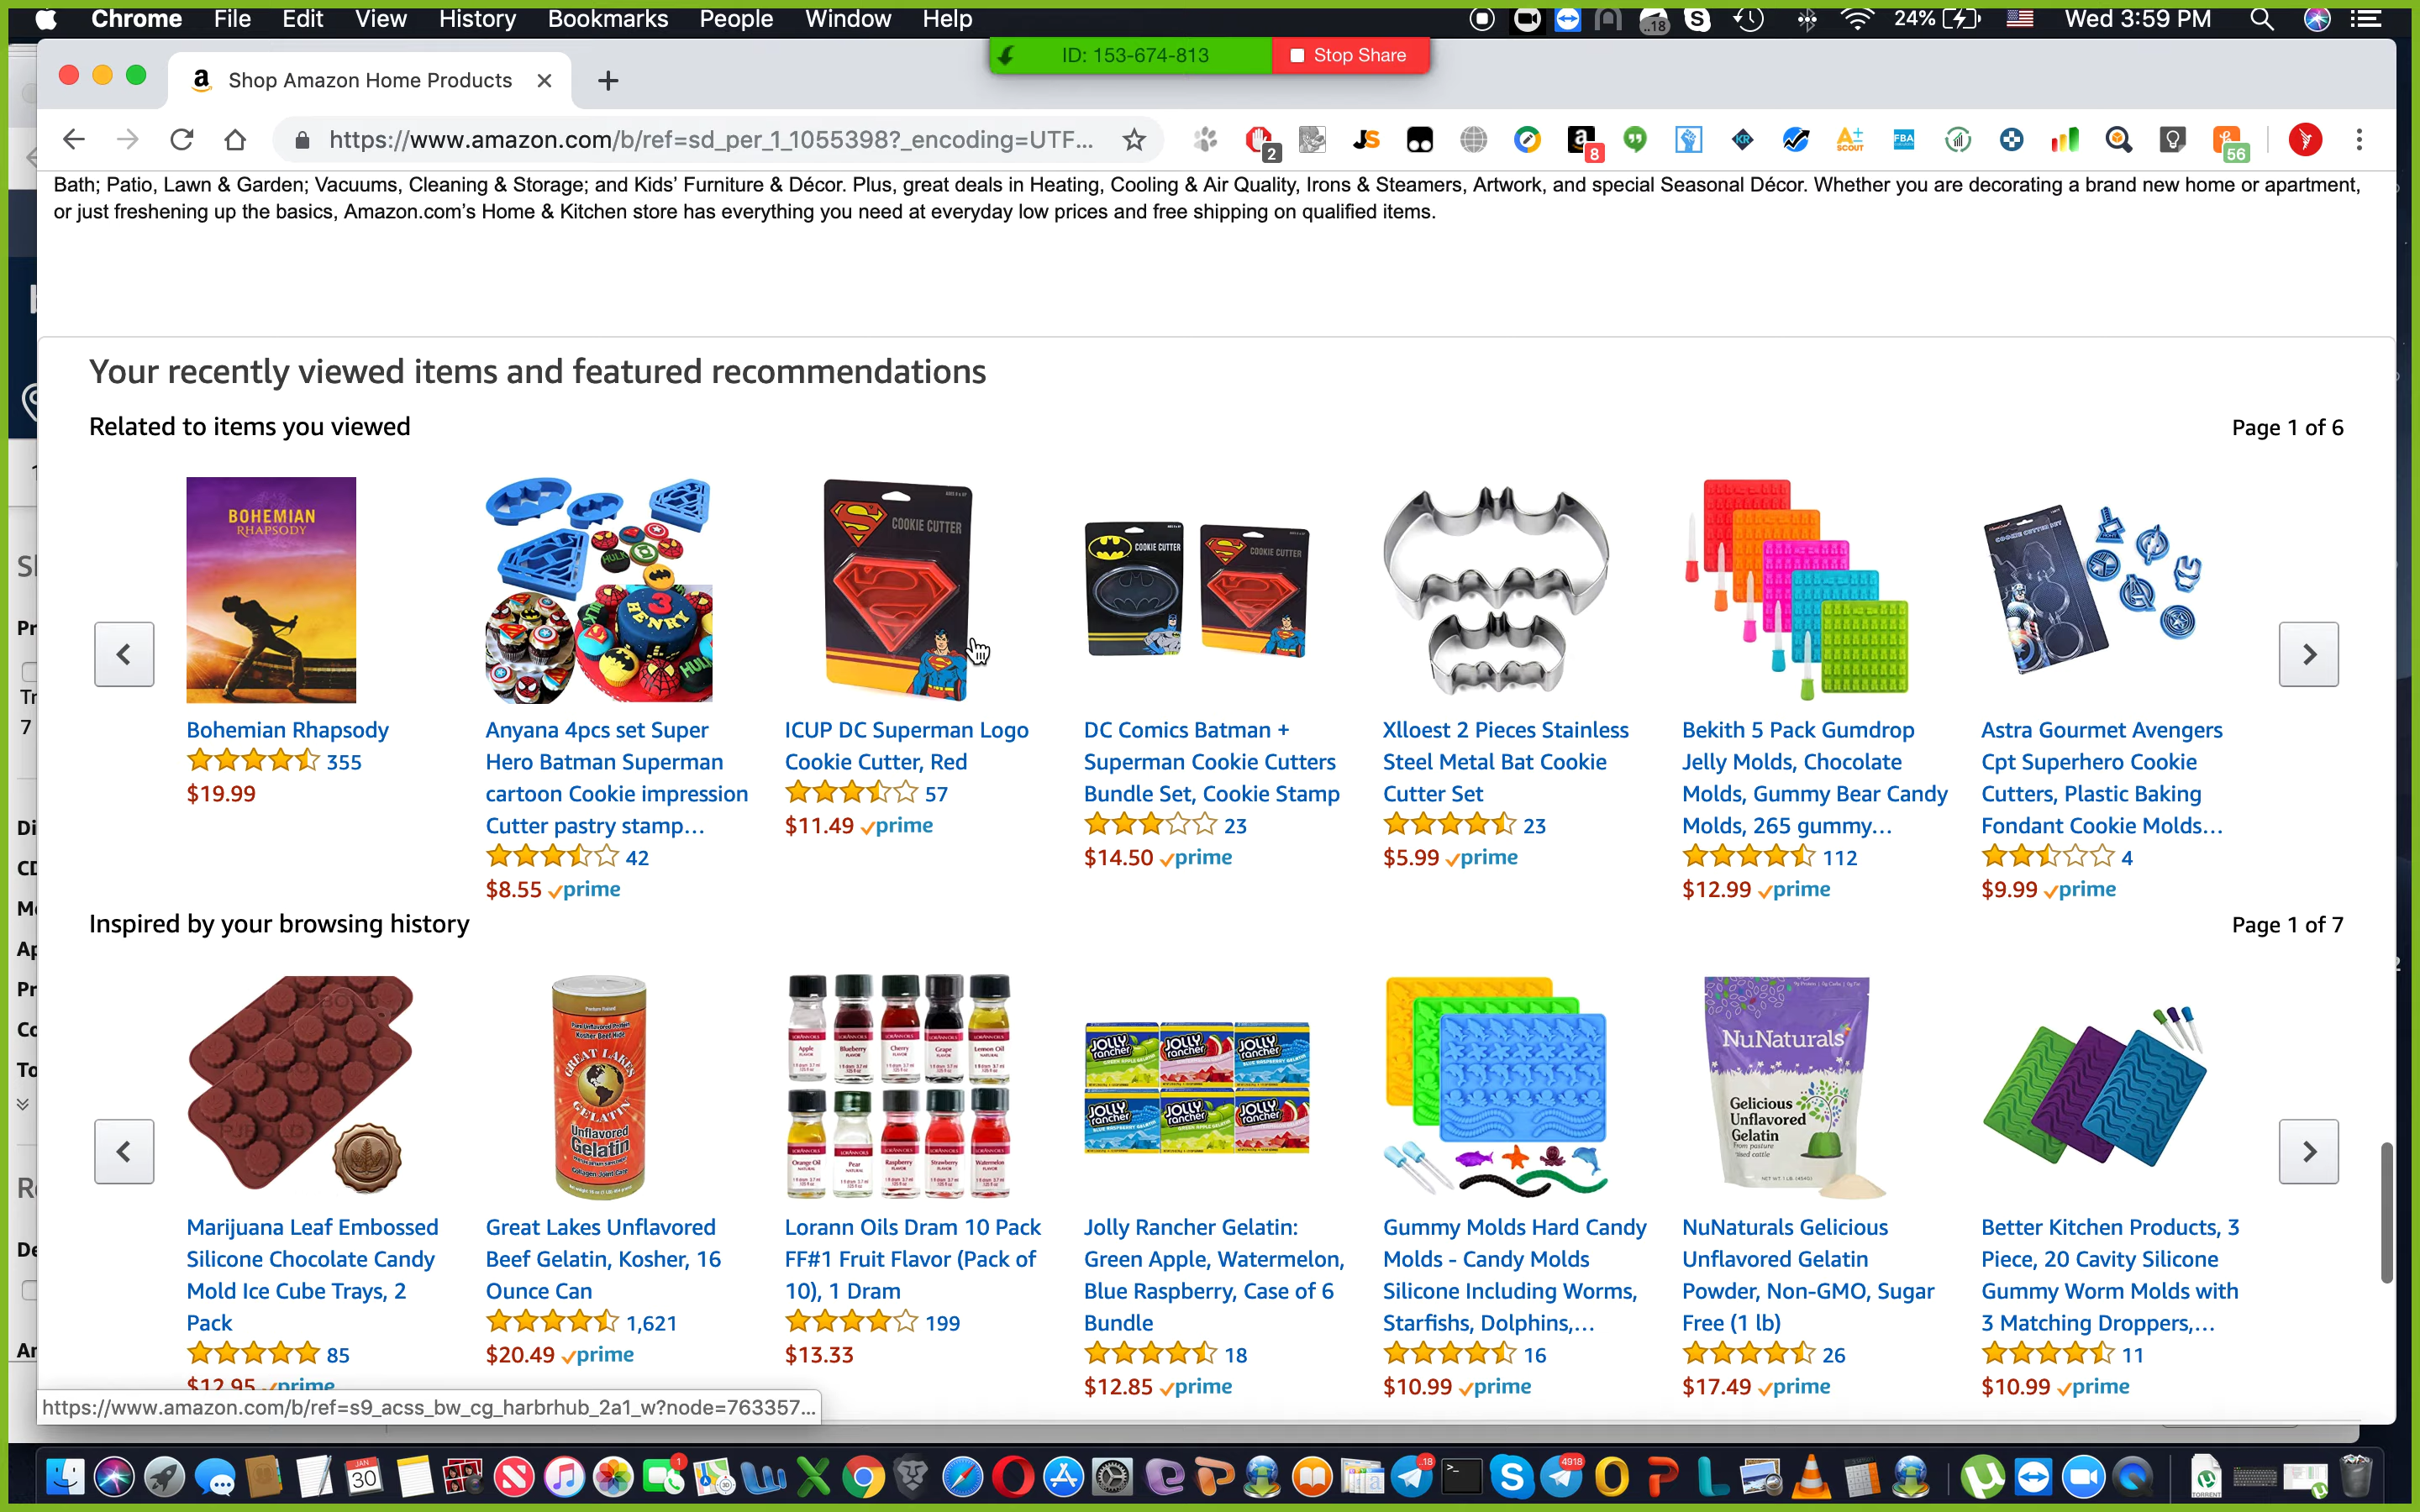 Chrome File Edit View History Bookmarks People Window Help 24% Wed 3:59 PM
ID: 153-674-813 Stop Share
Shop Amazon Home Products
https://www.amazon.com/b/ref=sd_per_1_1055398?_encoding=UTF...
Bath; Patio, Lawn & Garden; Vacuums, Cleaning & Storage; and Kids’ Furniture & Décor. Plus, great deals in Heating, Cooling & Air Quality, Irons & Steamers, Artwork, and special Seasonal Décor. Whether you are decorating a brand new home or apartment,
or just freshening up the basics, Amazon.com’s Home & Kitchen store has everything you need at everyday low prices and free shipping on qualified items.
Your recently viewed items and featured recommendations
Related to items you viewed
Page 1 of 6
BOHEMIAN
RHAPSODY
Bohemian Rhapsody
355
$19.99
Anyana 4pcs set Super
Hero Batman Superman
cartoon Cookie impression
Cutter pastry stamp...
42
$8.55 prime
COOKIE CUTTER
ICUP DC Superman Logo
Cookie Cutter, Red
57
$11.49 prime
COOKIE CUTTER
COOKIE CUTTER
DC Comics Batman +
Superman Cookie Cutters
Bundle Set, Cookie Stamp
23
$14.50 prime
Xlloest 2 Pieces Stainless
Steel Metal Bat Cookie
Cutter Set
23
$5.99 prime
Bekith 5 Pack Gumdrop
Jelly Molds, Chocolate
Molds, Gummy Bear Candy
Molds, 265 gummy...
112
$12.99 prime
Astra Gourmet Avengers
Cpt Superhero Cookie
Cutters, Plastic Baking
Fondant Cookie Molds...
4
$9.99 prime
Inspired by your browsing history
Page 1 of 7
Marijuana Leaf Embossed
Silicone Chocolate Candy
Mold Ice Cube Trays, 2
Pack
85
$12.95 prime
GREAT LAKES
GELATIN
Unflavored
Gelatin
Great Lakes Unflavored
Beef Gelatin, Kosher, 16
Ounce Can
1,621
$20.49 prime
Lorann Oils Dram 10 Pack
FF#1 Fruit Flavor (Pack of
10), 1 Dram
199
$13.33
Jolly Rancher Gelatin:
Green Apple, Watermelon,
Blue Raspberry, Case of 6
Bundle
18
$12.85 prime
Gummy Molds Hard Candy
Molds - Candy Molds
Silicone Including Worms,
Starfishs, Dolphins,...
16
$10.99 prime
NuNaturals
Gelicious
Unflavored
Gelatin
NuNaturals Gelicious
Unflavored Gelatin
Powder, Non-GMO, Sugar
Free (1 lb)
26
$17.49 prime
Better Kitchen Products, 3
Piece, 20 Cavity Silicone
Gummy Worm Molds with
3 Matching Droppers,...
11
$10.99 prime
https://www.amazon.com/b/ref=s9_acss_bw_cg_harbrhub_2a1_w?node=763357...